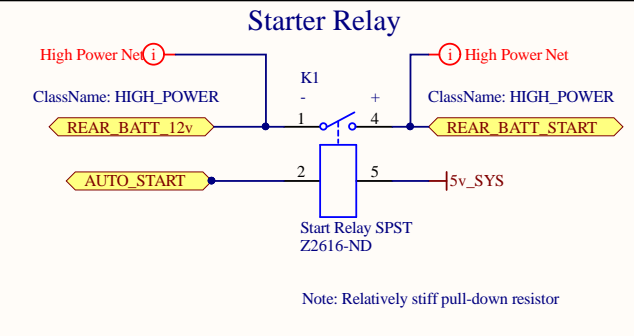 Starter Relay
High Power Net
i
i
High Power Net
K1
ClassName: HIGH_POWER
-
+
ClassName: HIGH_POWER
REAR_BATT_12v
1
4
REAR_BATT_START
AUTO_START
2
5
5v_SYS
Start Relay SPST
Z2616-ND
Note: Relatively stiff pull-down resistor